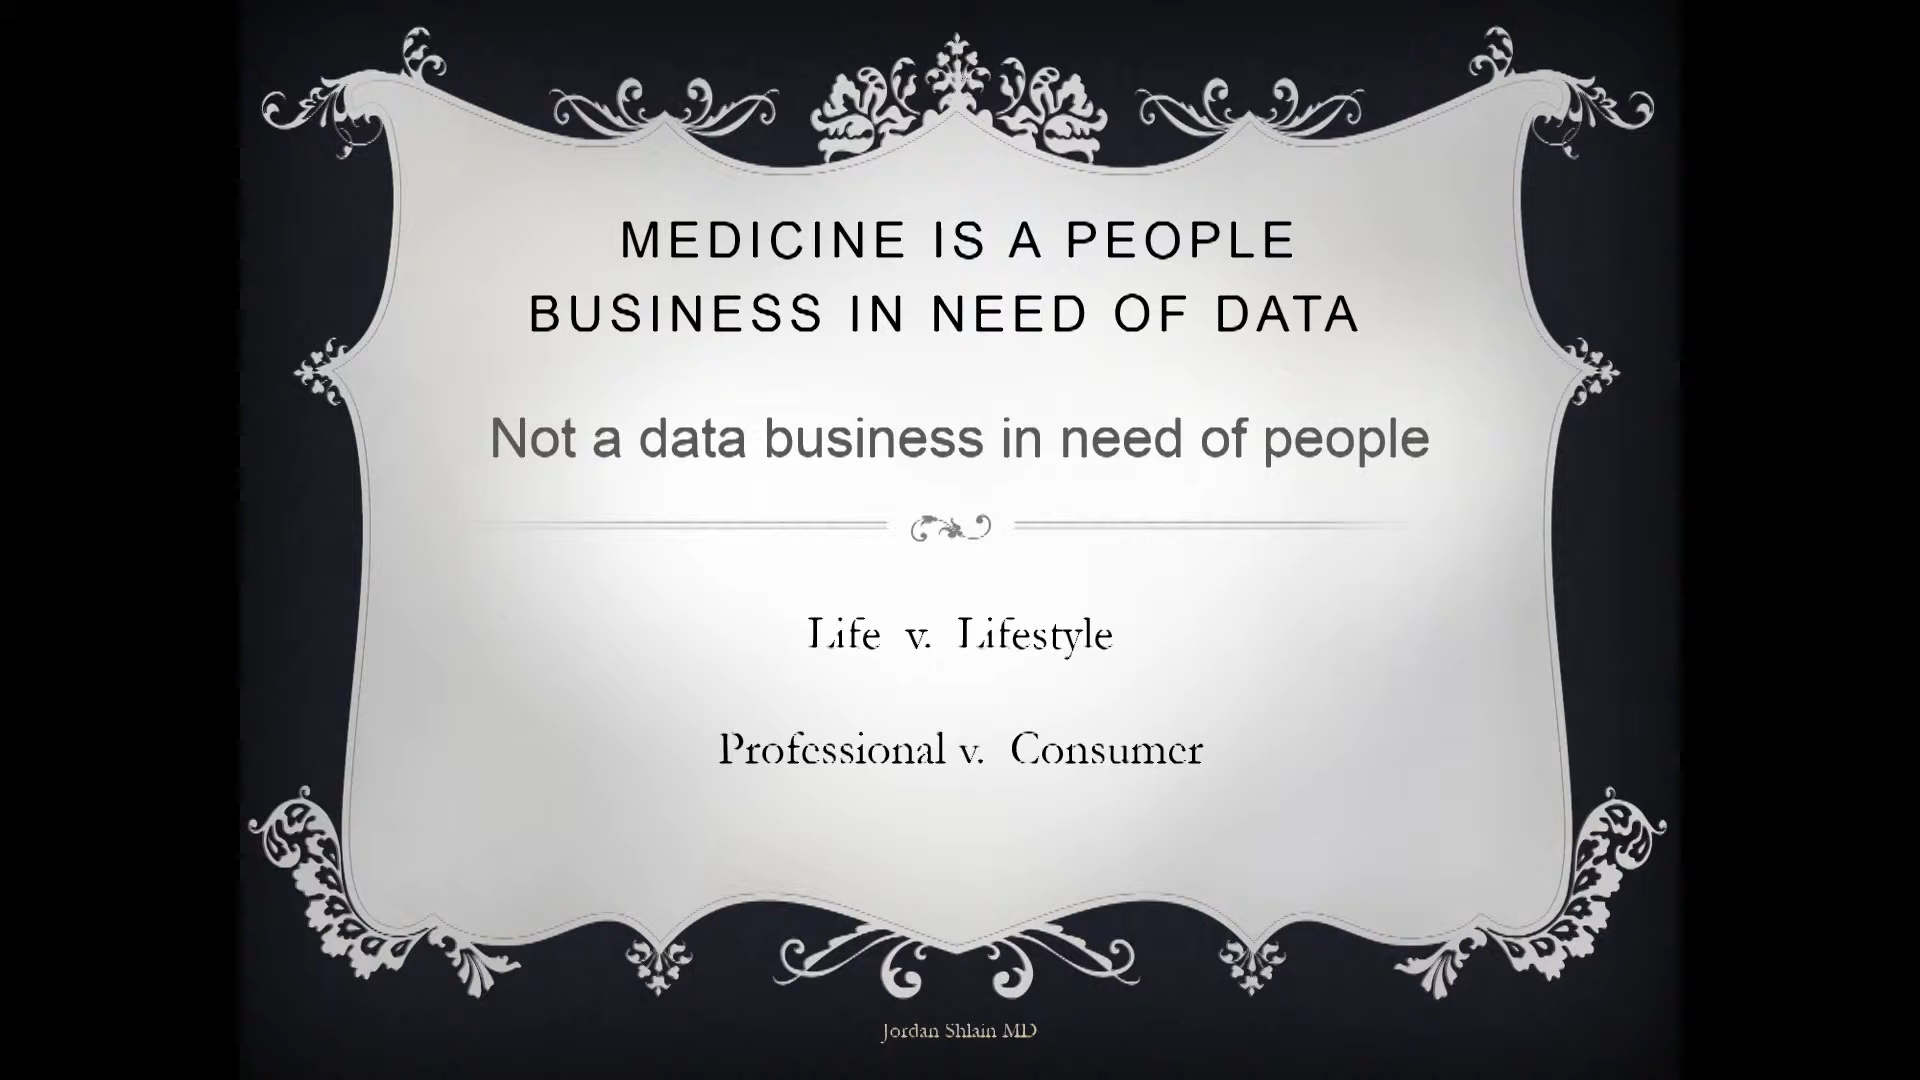 MEDICINE IS A PEOPLE
BUSINESS IN NEED OF DATA
Not a data business in need of people
Life v. Lifestyle
Professional v. Consumer
Jordan Shlain MD